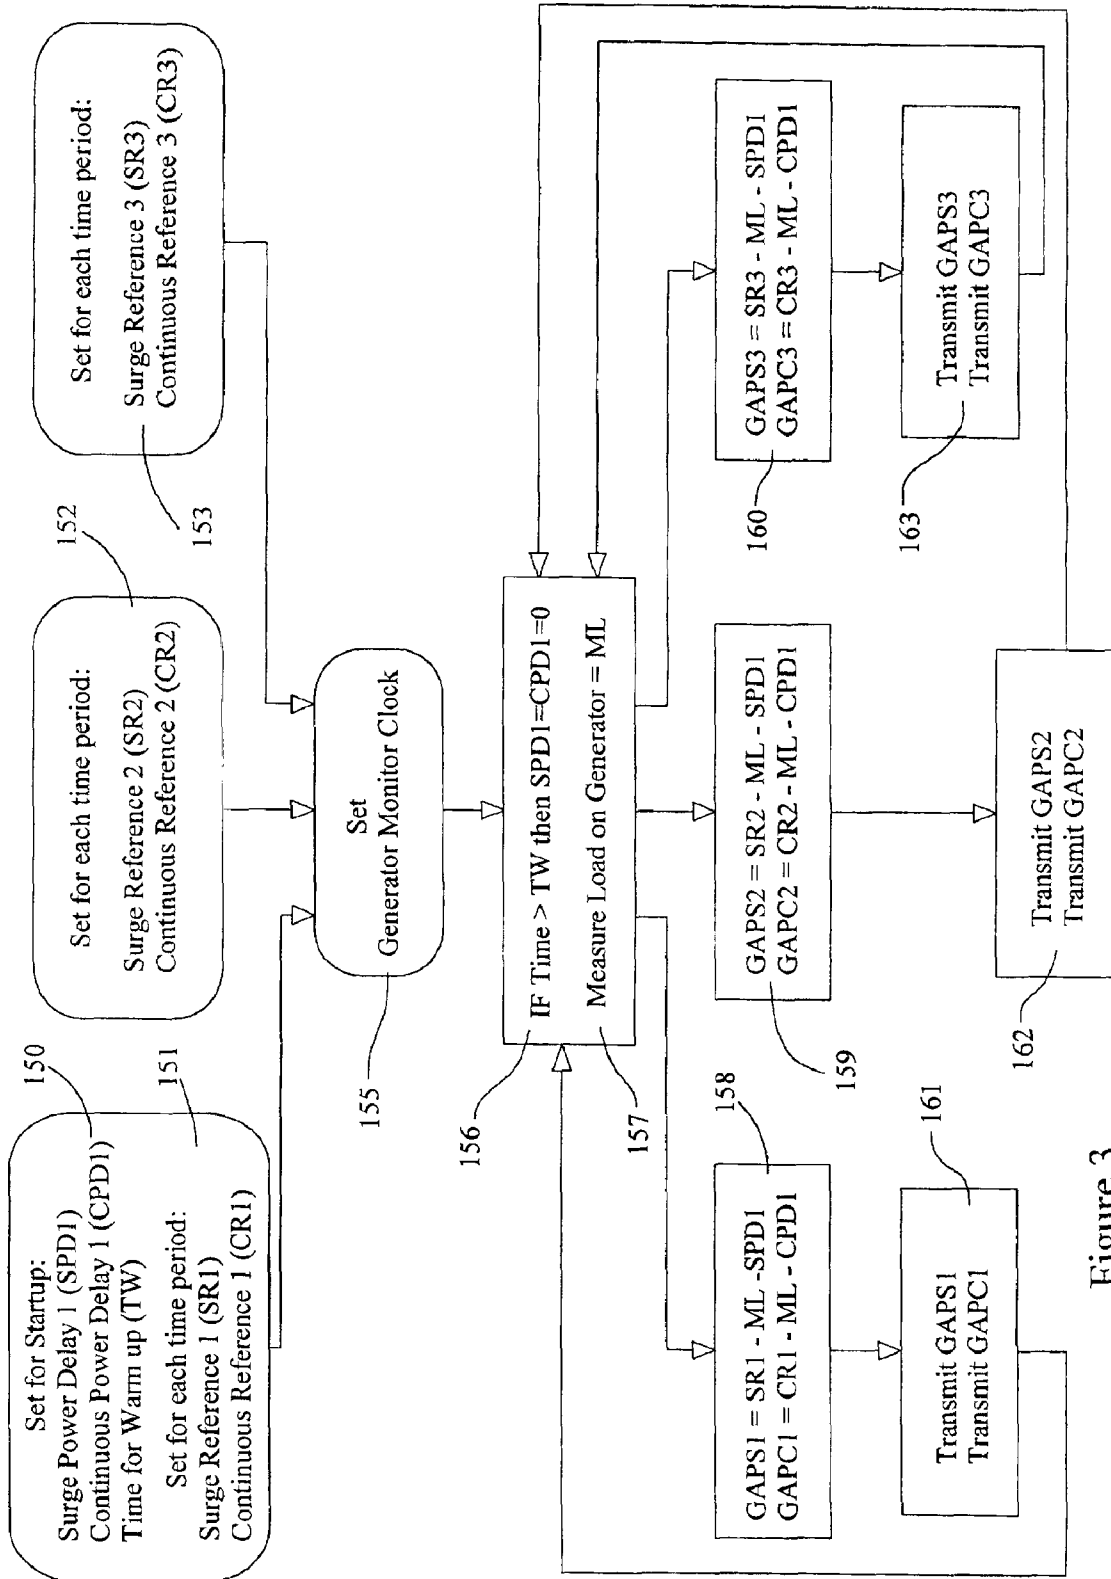 Set for Startup:
Surge Power Delay 1 (SPD1)
Continuous Power Delay 1 (CPD1)
Time for Warm up (TW)
150
Set for each time period:
Surge Reference 1 (SR1)
Continuous Reference 1 (CR1)
151
Set for each time period:
Surge Reference 2 (SR2)
Continuous Reference 2 (CR2)
152
Set for each time period:
Surge Reference 3 (SR3)
Continuous Reference 3 (CR3)
153
Set
Generator Monitor Clock
155
IF Time > TW then SPD1=CPD1=0
156
Measure Load on Generator = ML
157
GAPS1 = SR1 - ML -SPD1
GAPC1 = CR1 - ML - CPD1
158
GAPS2 = SR2 - ML - SPD1
GAPC2 = CR2 - ML - CPD1
159
GAPS3 = SR3 - ML - SPD1
GAPC3 = CR3 - ML - CPD1
160
Transmit GAPS1
Transmit GAPC1
161
Transmit GAPS2
Transmit GAPC2
162
Transmit GAPS3
Transmit GAPC3
163
Figure 3